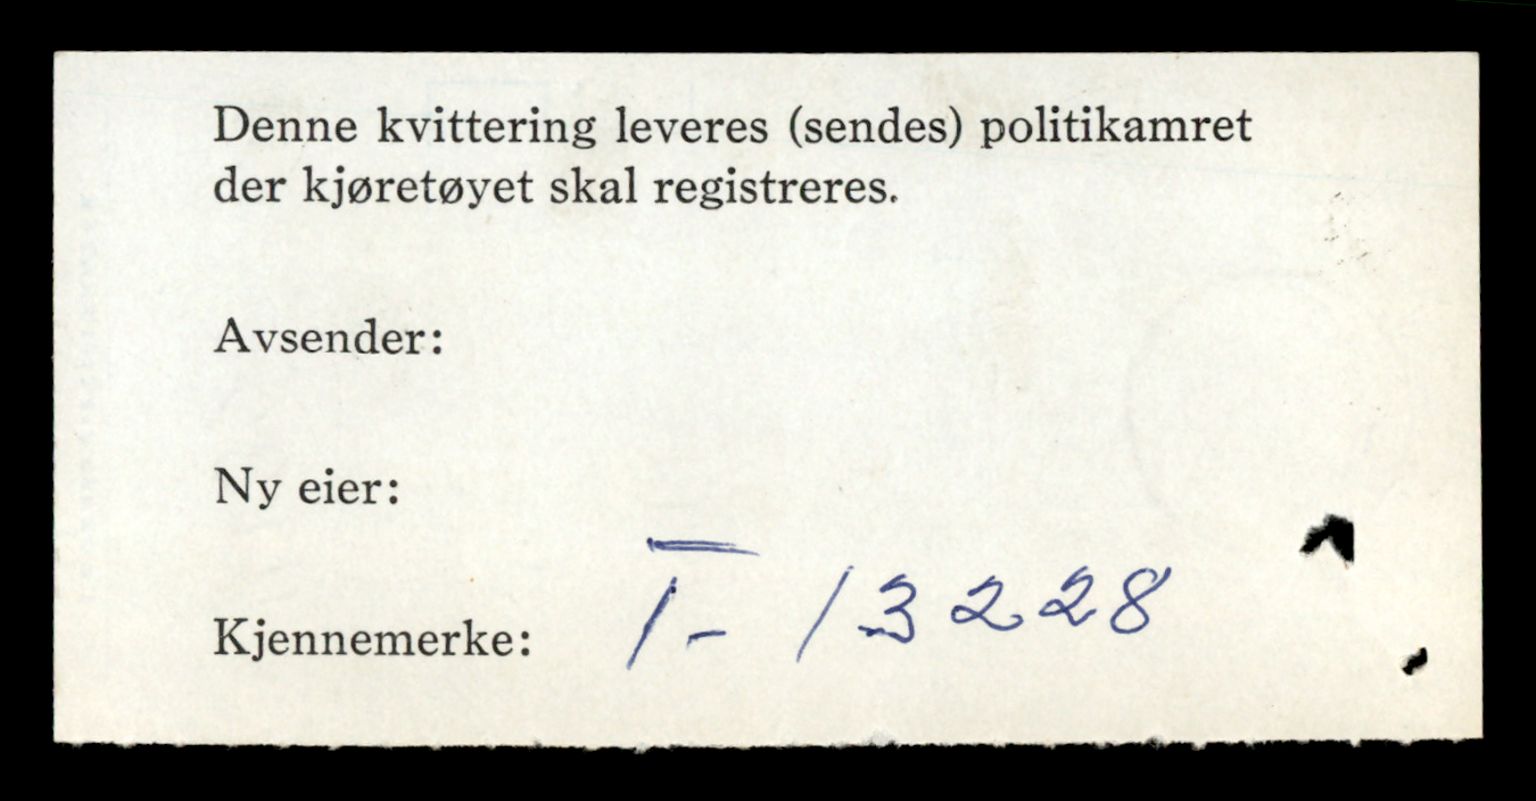 Denne kvittering leveres (sendes) politikamret
der kjøretøyet skal registreres.
Avsender:
Ny eier:
Kjennemerke: T- 13228